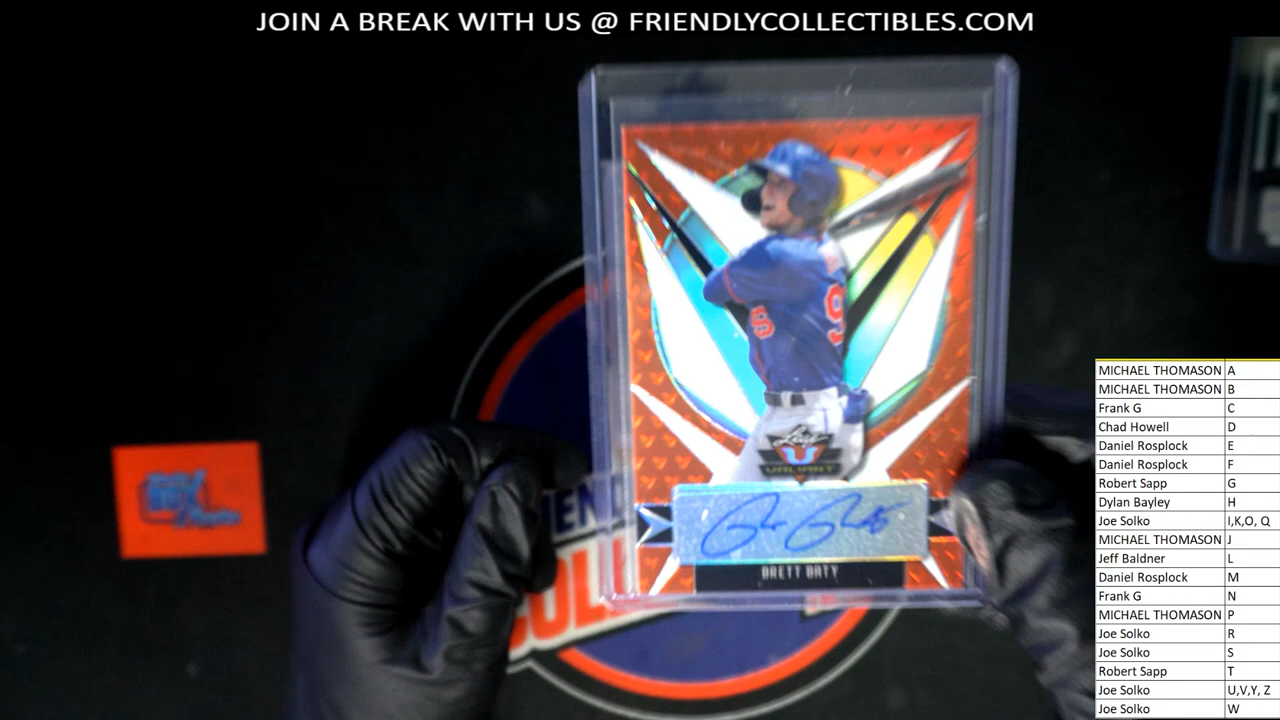 JOIN A BREAK WITH US @ FRIENDLYCOLLECTIBLES.COM
Leaf
VALIANT
BRETT BATY
MICHAEL THOMASON A
MICHAEL THOMASON B
Frank G C
Chad Howell D
Daniel Rosplock E
Daniel Rosplock F
Robert Sapp G
Dylan Bayley H
Joe Solko I,K,O, Q
MICHAEL THOMASON J
Jeff Baldner L
Daniel Rosplock M
Frank G N
MICHAEL THOMASON P
Joe Solko R
Joe Solko S
Robert Sapp T
Joe Solko U,V,Y, Z
Joe Solko W